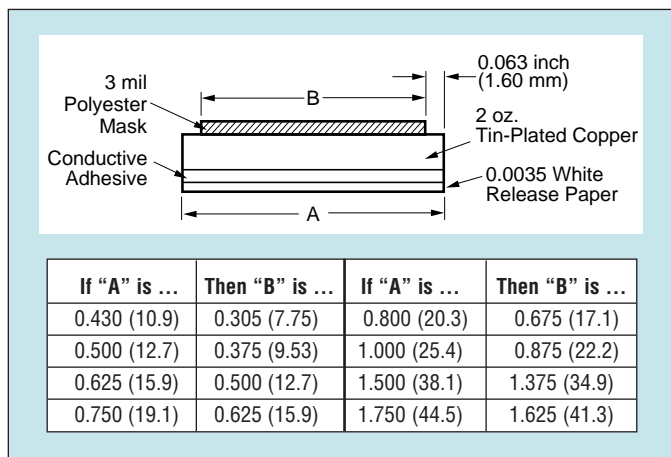 0.063 inch
(1.60 mm)
3 mil
Polyester
Mask
B
2 oz.
Tin-Plated Copper
Conductive
Adhesive
0.0035 White
Release Paper
A
If “A” is ... Then “B” is ... If “A” is ... Then “B” is ...
0.430 (10.9) 0.305 (7.75) 0.800 (20.3) 0.675 (17.1)
0.500 (12.7) 0.375 (9.53) 1.000 (25.4) 0.875 (22.2)
0.625 (15.9) 0.500 (12.7) 1.500 (38.1) 1.375 (34.9)
0.750 (19.1) 0.625 (15.9) 1.750 (44.5) 1.625 (41.3)